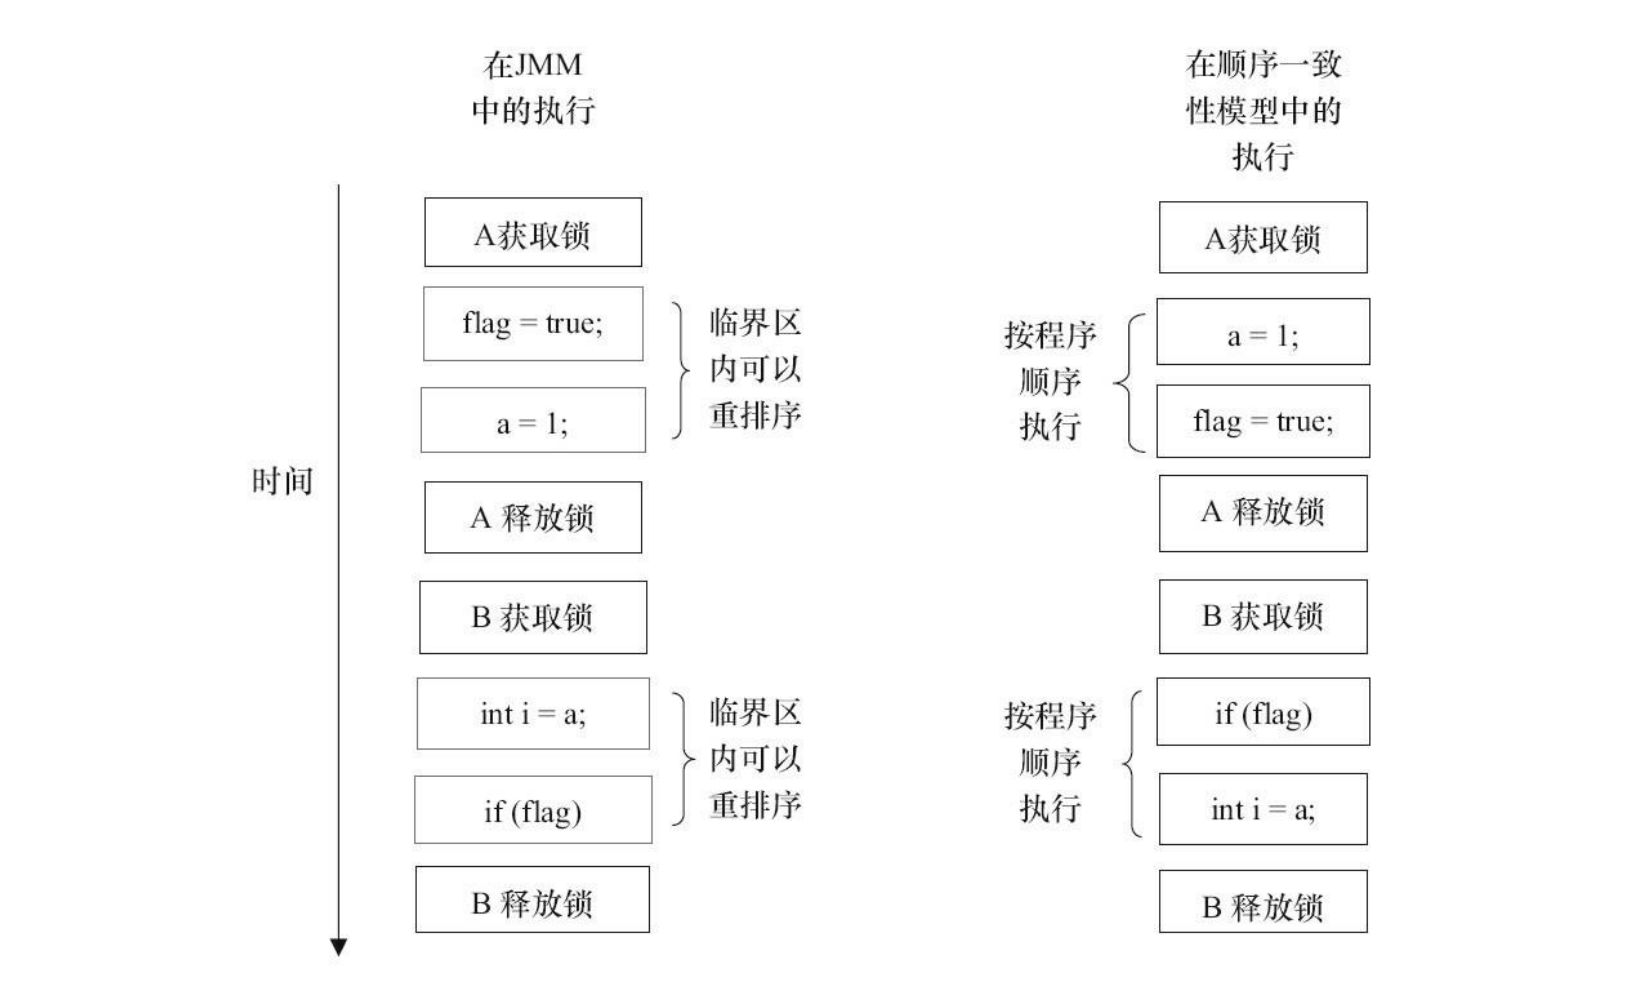 在JMM
中的执行
在顺序一致
性模型中的
执行
时间
A获取锁
flag = true;
a = 1;
临界区
内可以
重排序
A 释放锁
B 获取锁
int i = a;
if (flag)
临界区
内可以
重排序
B 释放锁
A获取锁
按程序
顺序
执行
a = 1;
flag = true;
A 释放锁
B 获取锁
按程序
顺序
执行
if (flag)
int i = a;
B 释放锁